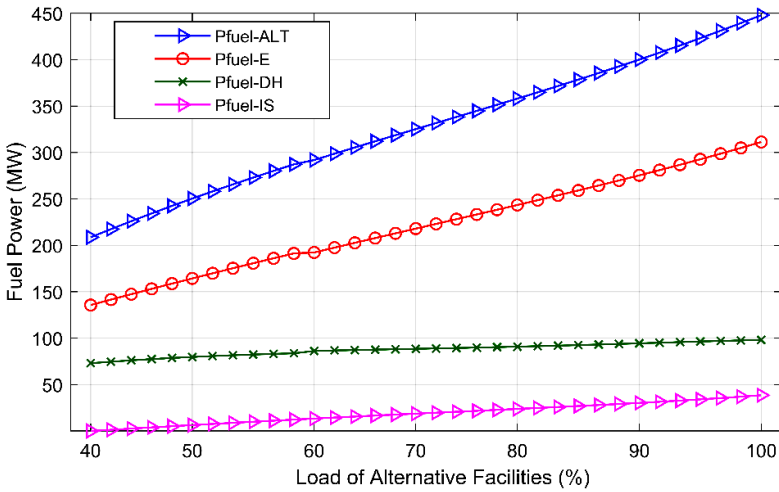 450
400
350
300
250
200
150
100
50
Fuel Power (MW)
Pfuel-ALT
Pfuel-E
Pfuel-DH
Pfuel-IS
40 50 60 70 80 90 100
Load of Alternative Facilities (%)